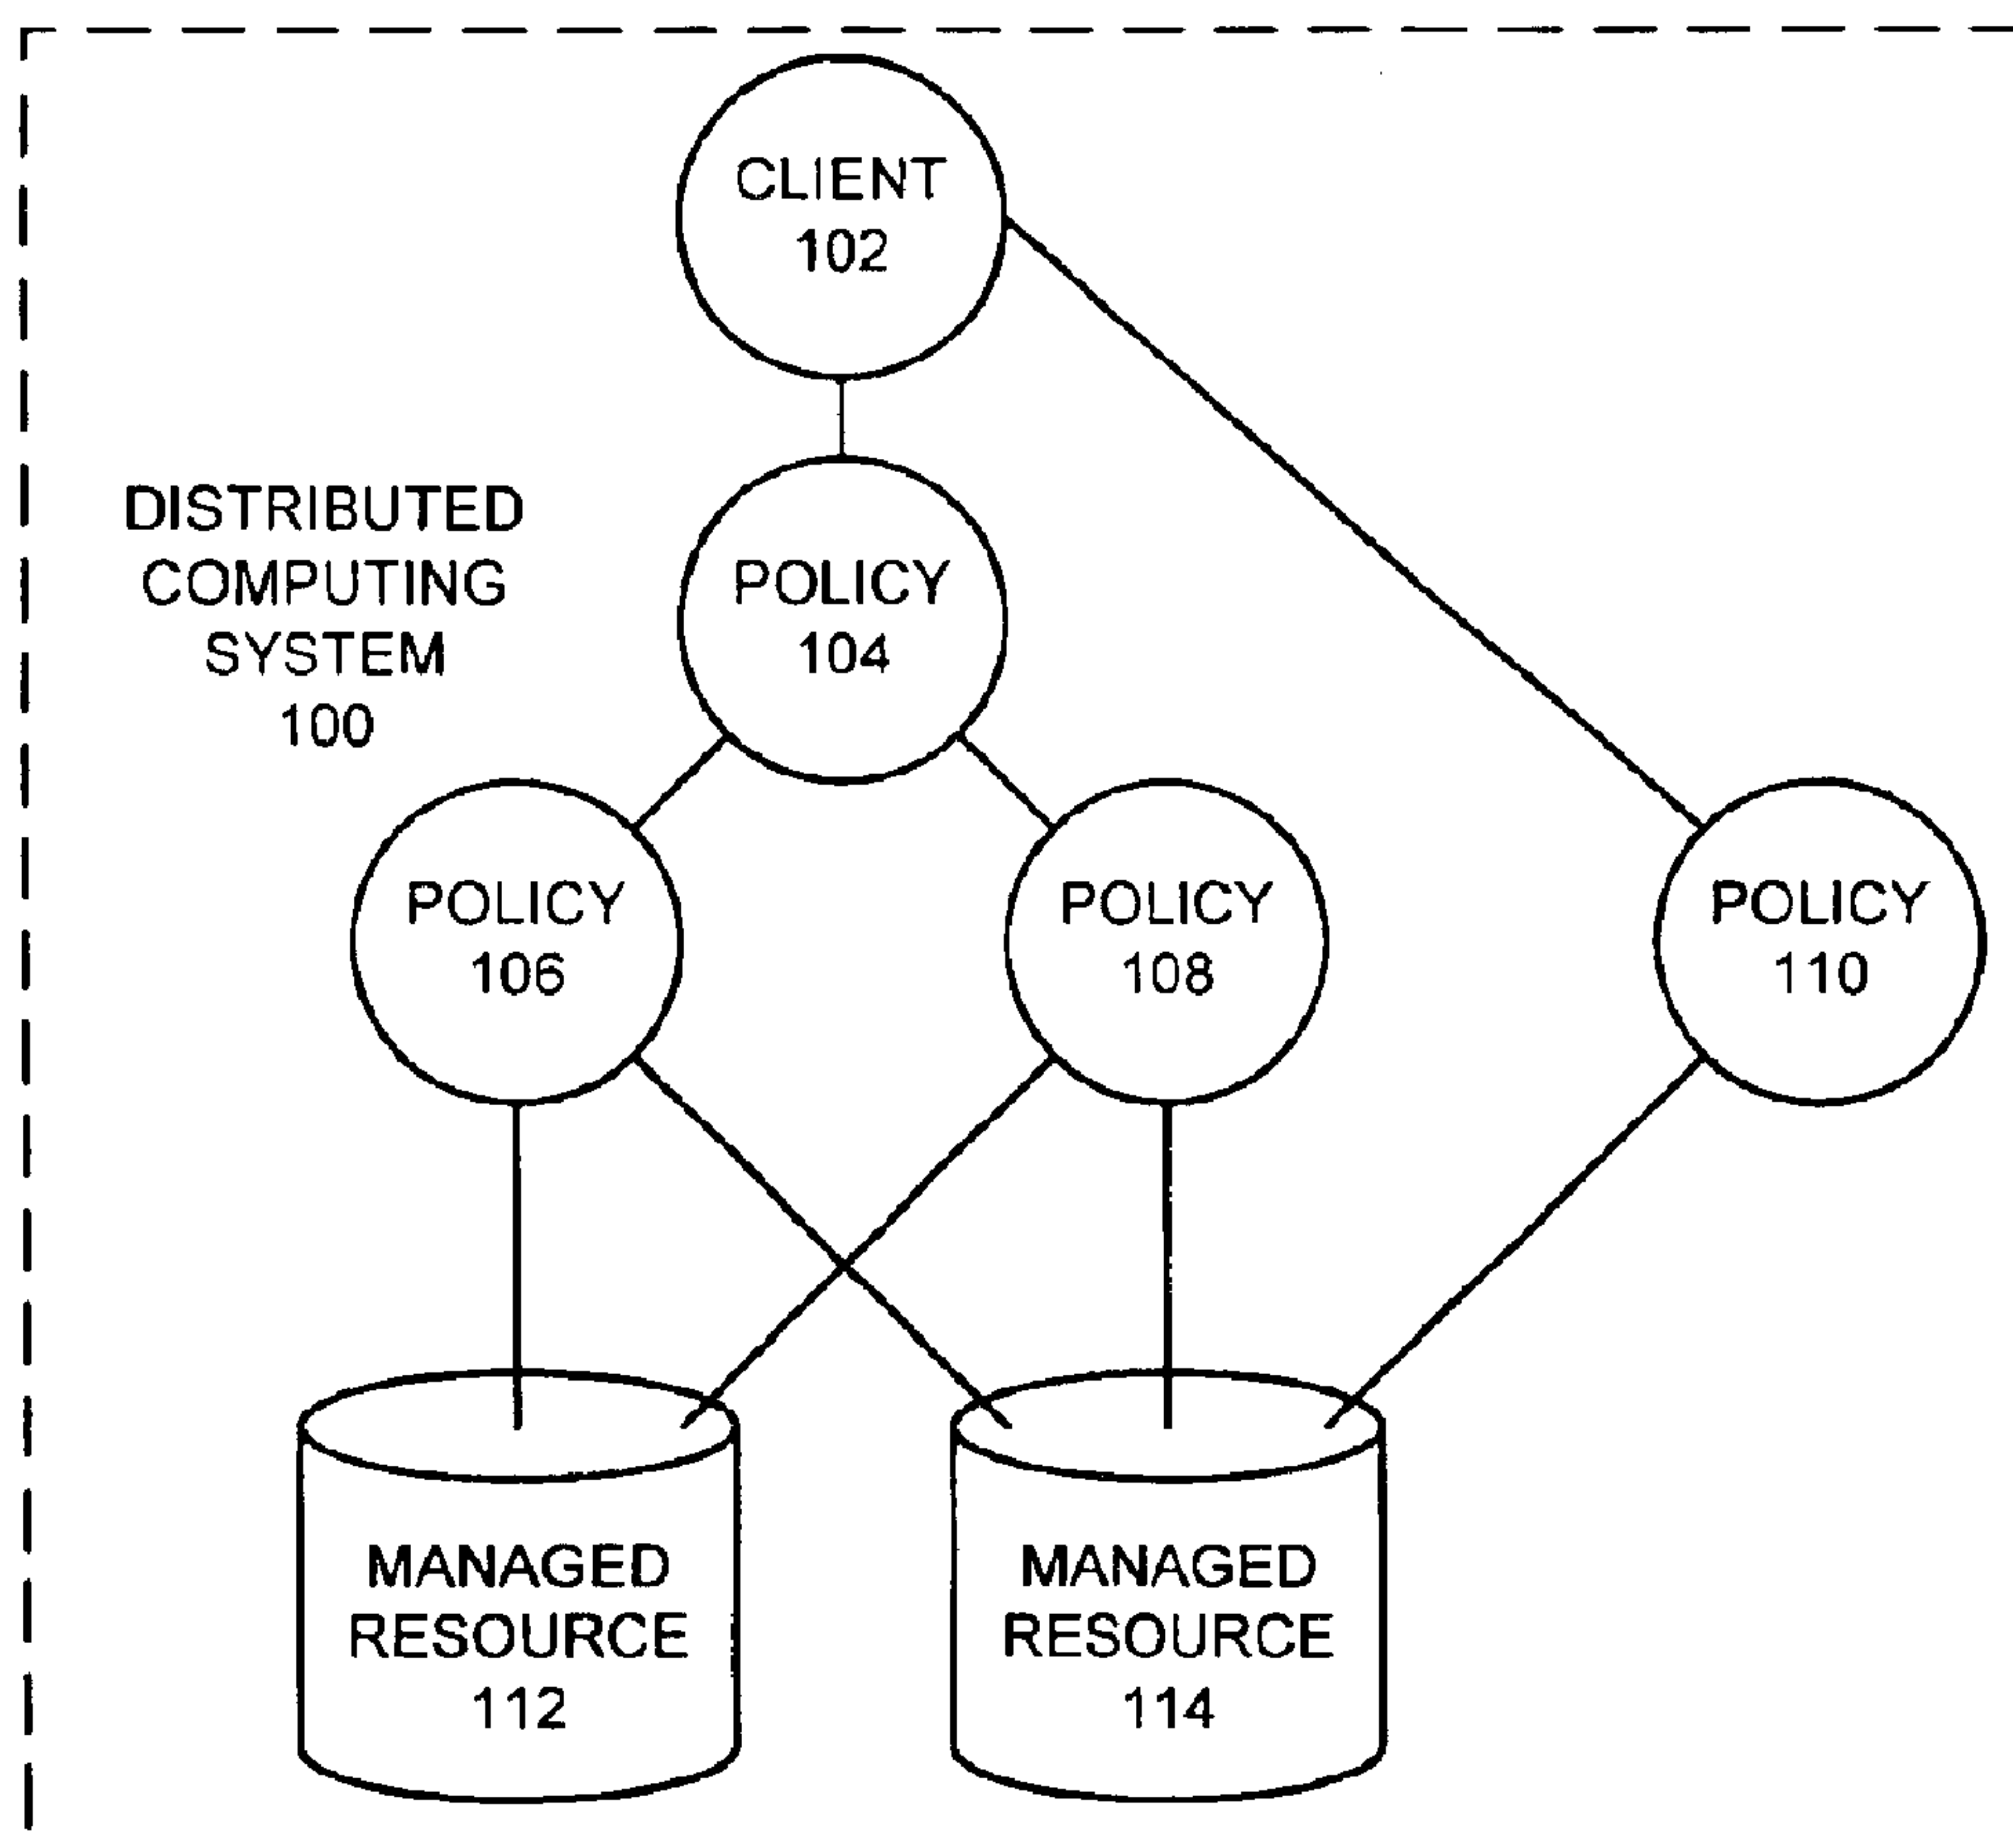 CLIENT
102
DISTRIBUTED
COMPUTING
SYSTEM
100
POLICY
104
POLICY
106
POLICY
108
POLICY
110
MANAGED
RESOURCE
112
MANAGED
RESOURCE
114